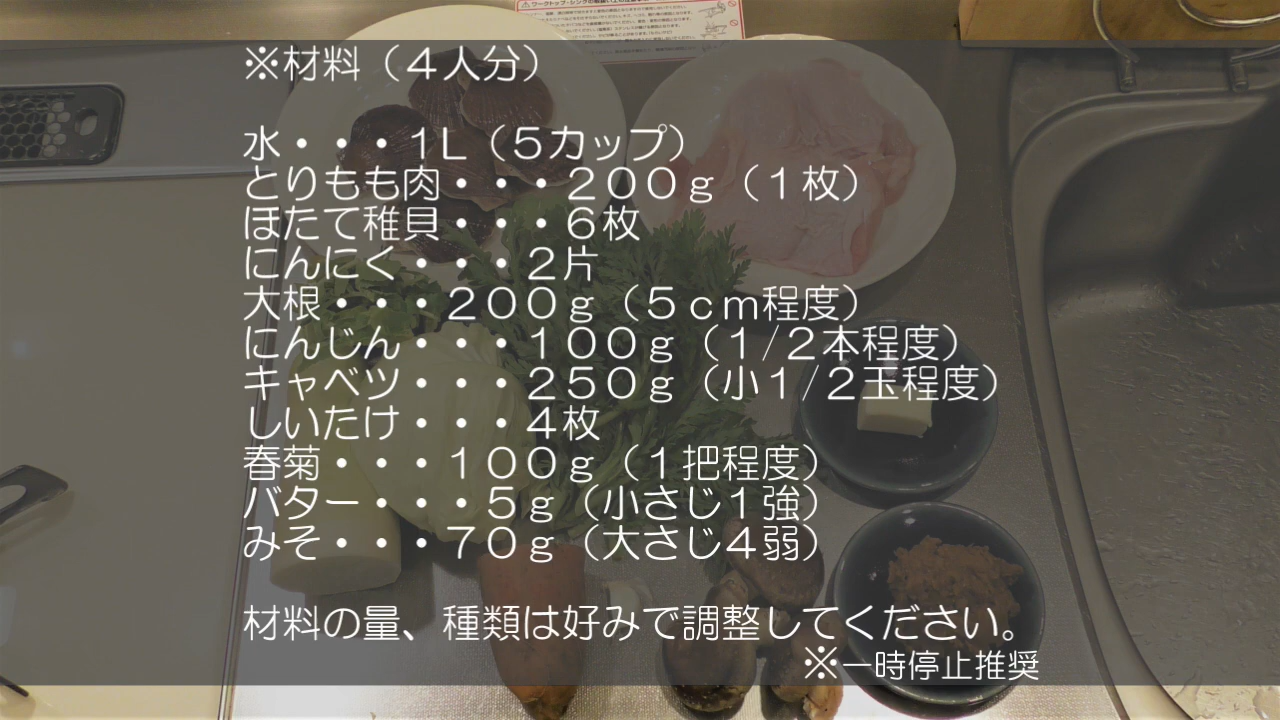 ※材料（４人分）
水・・・１Ｌ（５カップ）
とりもも肉・・・２００ｇ（１枚）
ほたて稚貝・・・６枚
にんにく・・・２片
大根・・・２００ｇ（５ｃｍ程度）
にんじん・・・１００ｇ（１/２本程度）
キャベツ・・・２５０ｇ（小１/２玉程度）
しいたけ・・・４枚
春菊・・・１００ｇ（１把程度）
バター・・・５ｇ（小さじ１強）
みそ・・・７０ｇ（大さじ４弱）
材料の量、種類は好みで調整してください。
※一時停止推奨